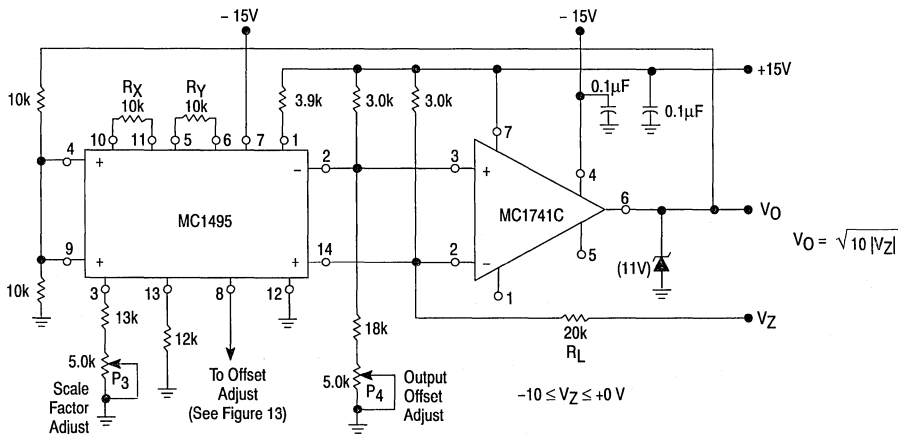 – 15V
– 15V
+15V
10k
RX
10k
RY
10k
3.9k
3.0k
3.0k
0.1µF
0.1µF
10
11
5
6
7
1
4
+
–
2
3
+
7
4
MC1495
MC1741C
6
VO
VO = √10 |VZ|
9
+
+
14
2
–
5
(11V)
10k
3
13
8
12
1
13k
12k
18k
20k
RL
VZ
5.0k
P3
Scale
Factor
Adjust
To Offset
Adjust
(See Figure 13)
5.0k
P4
Output
Offset
Adjust
–10 ≤ VZ ≤ +0 V